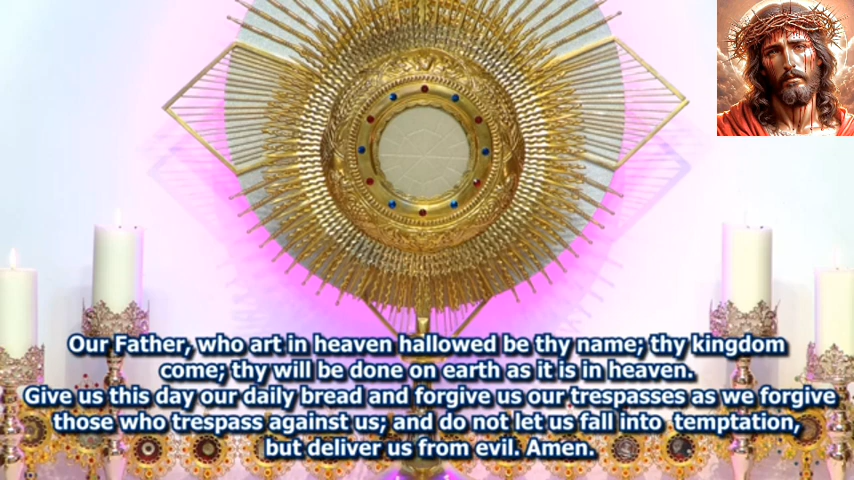 Our Father, who art in heaven hallowed be thy name; thy kingdom
come; thy will be done on earth as it is in heaven.
Give us this day our daily bread and forgive us our trespasses as we forgive
those who trespass against us; and do not let us fall into temptation,
but deliver us from evil. Amen.